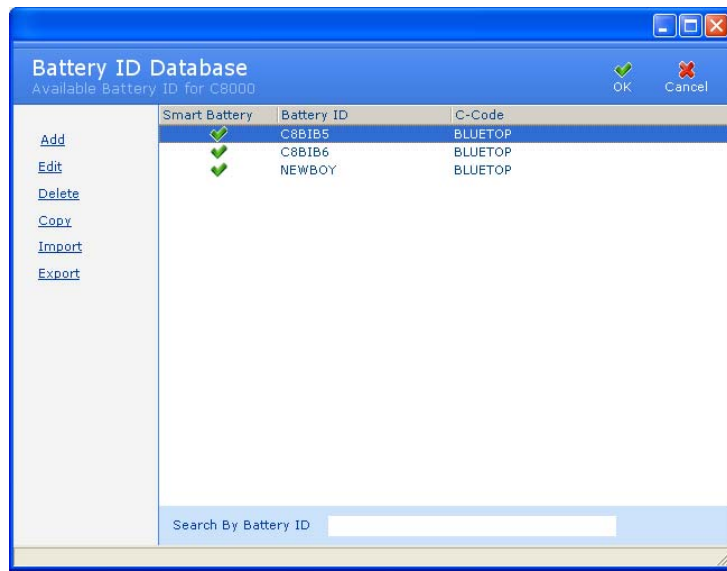 Battery ID Database
Available Battery ID for C8000
OK Cancel
Add
Edit
Delete
Copy
Import
Export
Smart Battery Battery ID C-Code
C8BIB5 BLUETOP
C8BIB6 BLUETOP
NEWBOY BLUETOP
Search By Battery ID